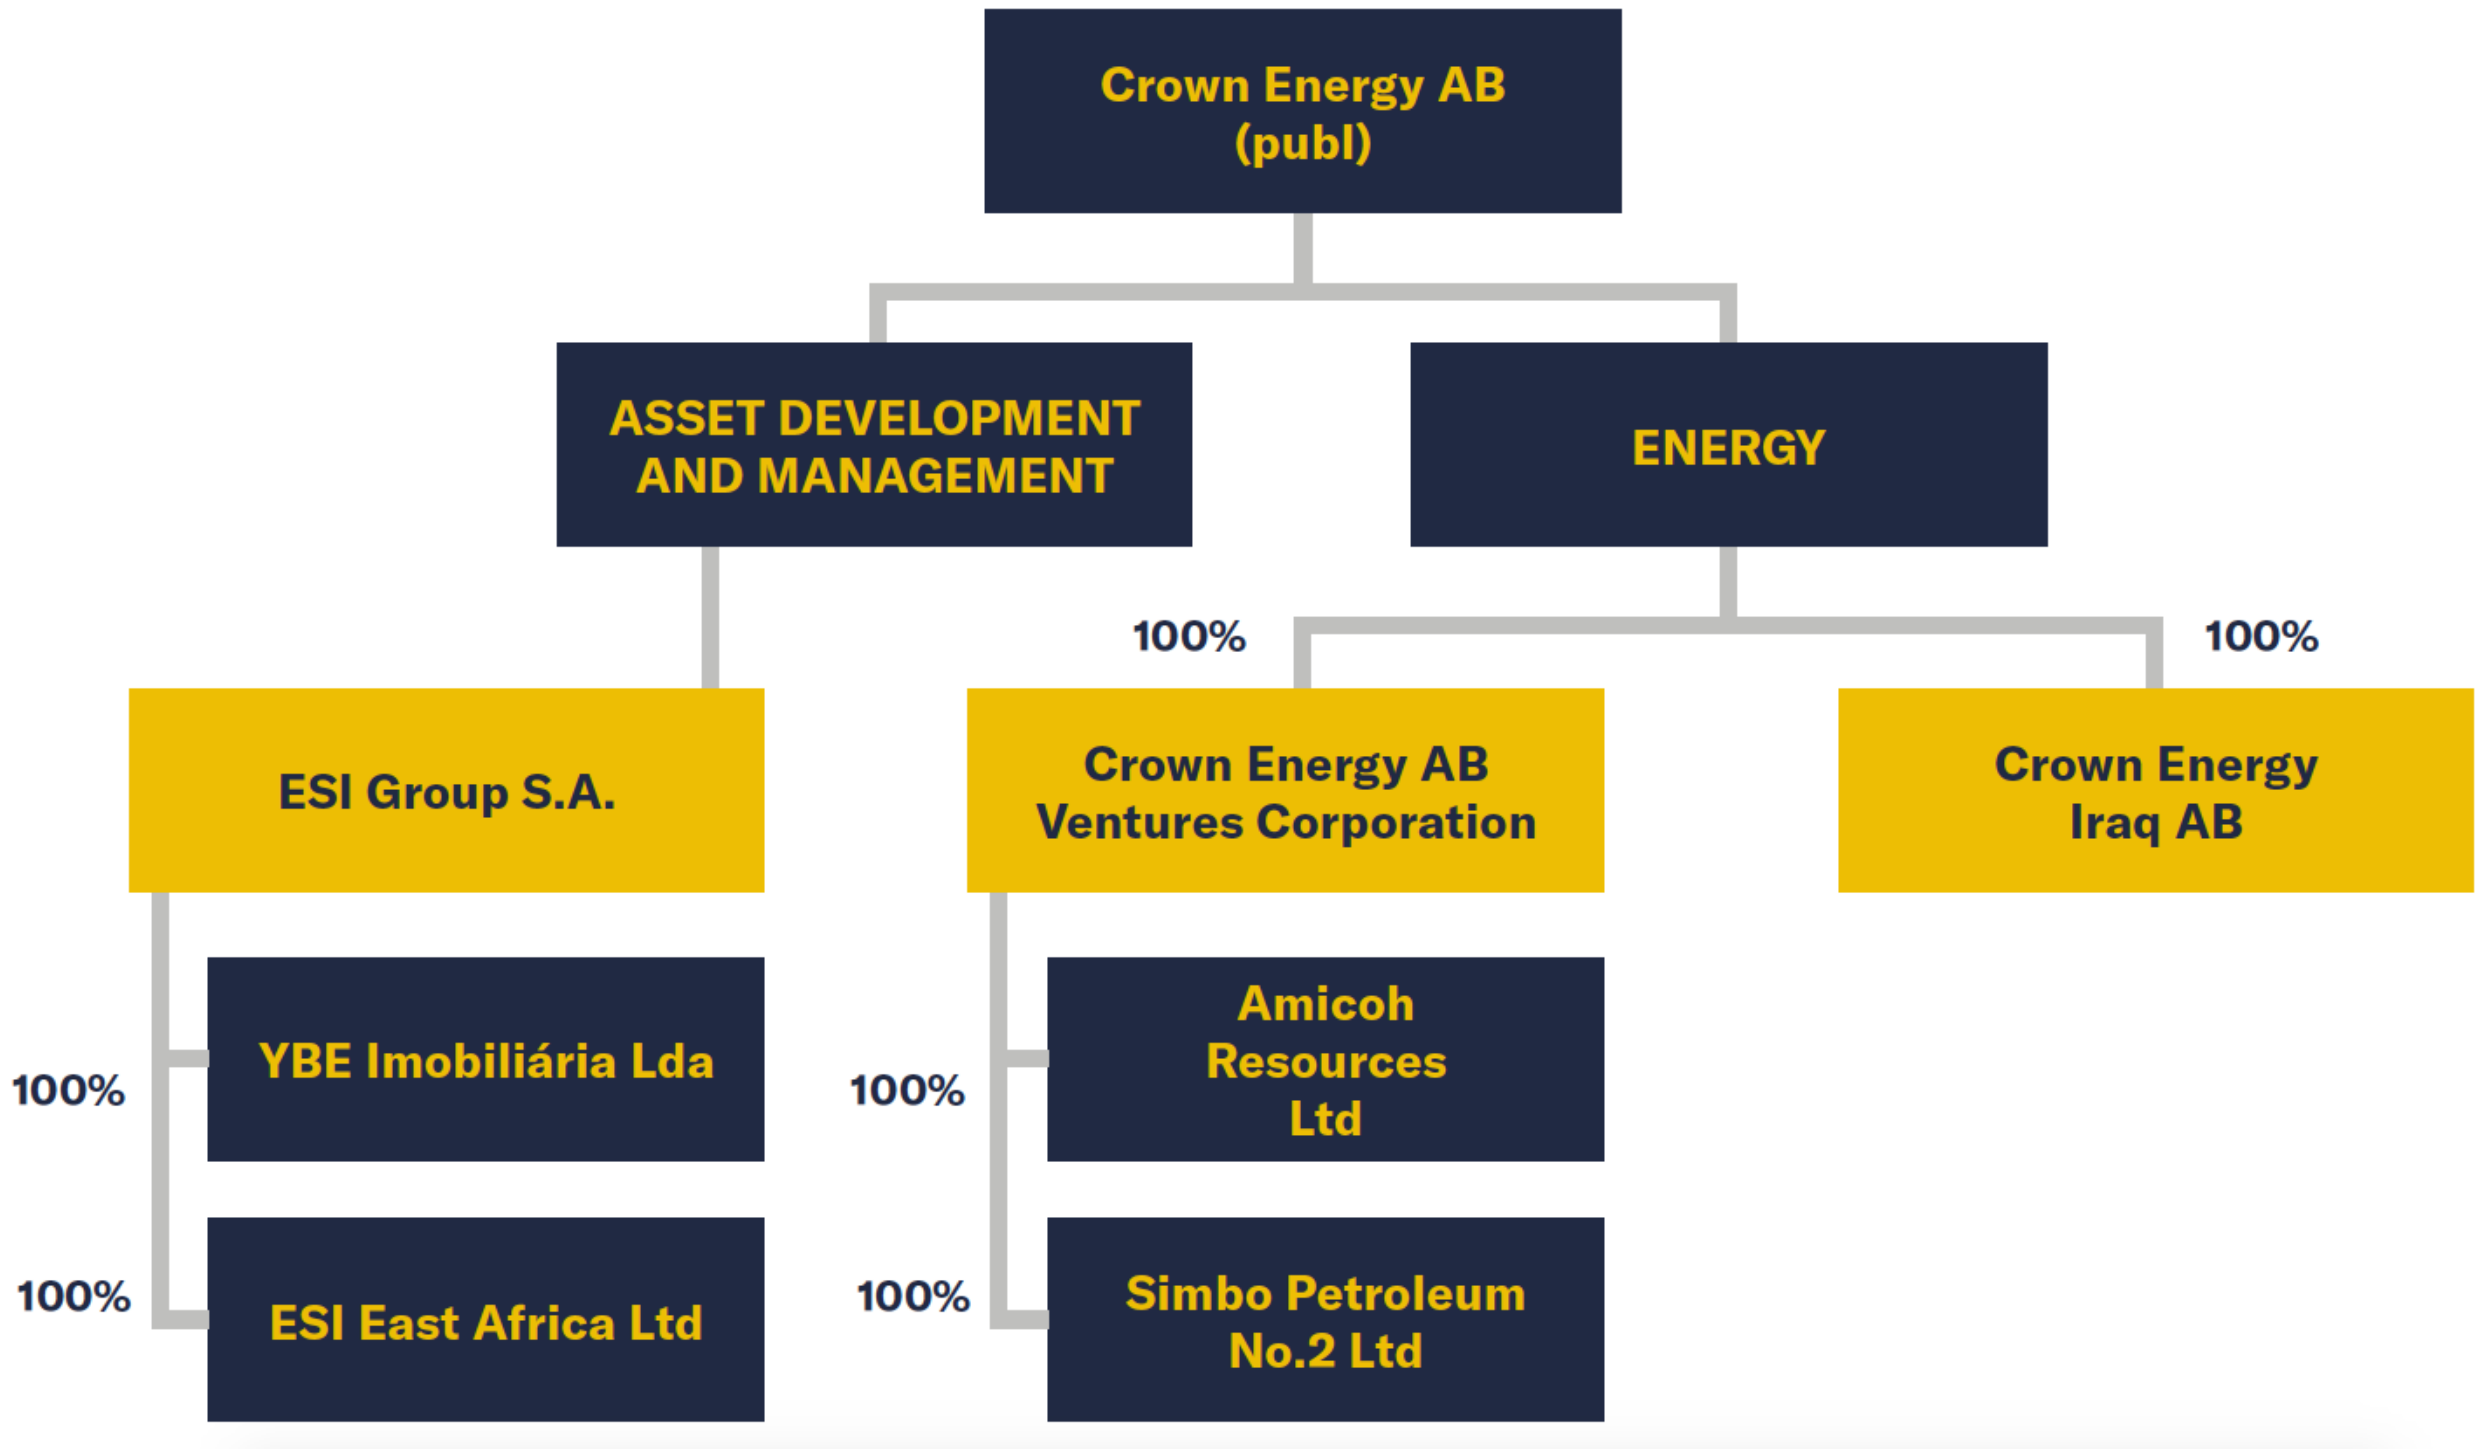 Crown Energy AB
(publ)
ASSET DEVELOPMENT
AND MANAGEMENT
ENERGY
100%
100%
ESI Group S.A.
Crown Energy AB
Ventures Corporation
Crown Energy
Iraq AB
100%
YBE Imobiliária Lda
100%
Amicoh
Resources
Ltd
100%
ESI East Africa Ltd
100%
Simbo Petroleum
No.2 Ltd